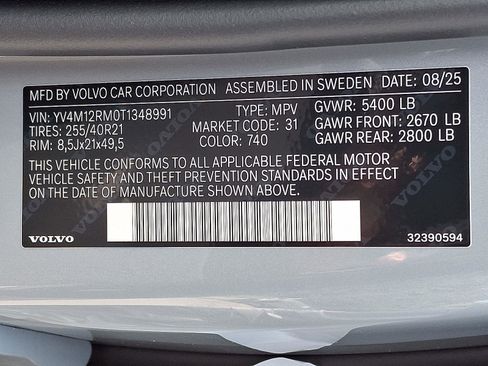 MFD BY VOLVO CAR CORPORATION ASSEMBLED IN SWEDEN DATE: 08/25
VIN: YV4M12RM0T1348991 TYPE: MPV GVWR: 5400 LB
TIRES: 255/40R21 MARKET CODE: 31 GAWR FRONT: 2670 LB
RIM: 8,5Jx21x49,5 COLOR: 740 GAWR REAR: 2800 LB
THIS VEHICLE CONFORMS TO ALL APPLICABLE FEDERAL MOTOR
VEHICLE SAFETY AND THEFT PREVENTION STANDARDS IN EFFECT
ON THE DATE OF MANUFACTURE SHOWN ABOVE.
VOLVO 32390594